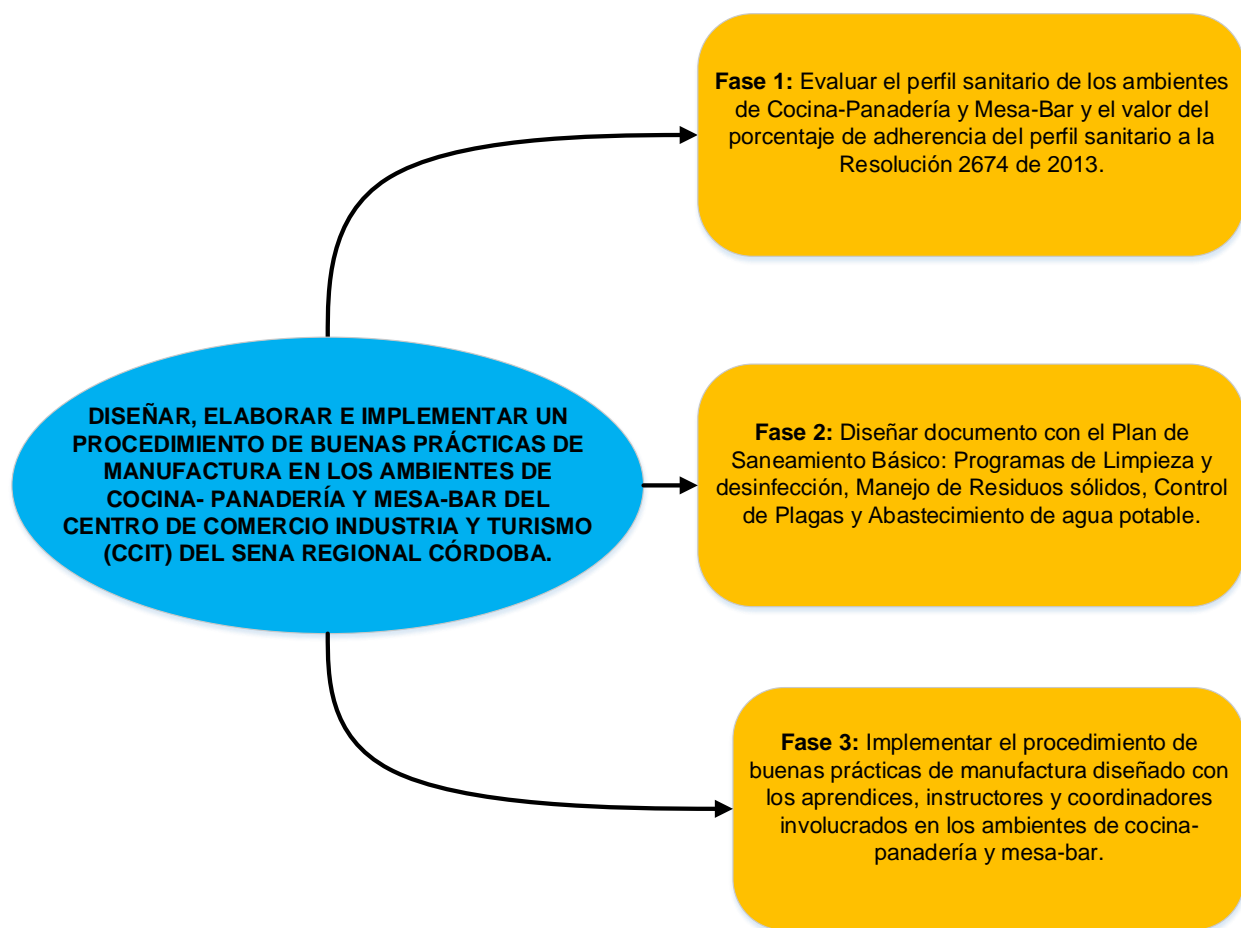 Fase 1: Evaluar el perfil sanitario de los ambientes
de Cocina-Panadería y Mesa-Bar y el valor del
porcentaje de adherencia del perfil sanitario a la
Resolución 2674 de 2013.
DISEÑAR, ELABORAR E IMPLEMENTAR UN
PROCEDIMIENTO DE BUENAS PRÁCTICAS DE
MANUFACTURA EN LOS AMBIENTES DE
COCINA- PANADERÍA Y MESA-BAR DEL
CENTRO DE COMERCIO INDUSTRIA Y TURISMO
(CCIT) DEL SENA REGIONAL CÓRDOBA.
Fase 2: Diseñar documento con el Plan de
Saneamiento Básico: Programas de Limpieza y
desinfección, Manejo de Residuos sólidos, Control
de Plagas y Abastecimiento de agua potable.
Fase 3: Implementar el procedimiento de
buenas prácticas de manufactura diseñado con
los aprendices, instructores y coordinadores
involucrados en los ambientes de cocina-
panadería y mesa-bar.